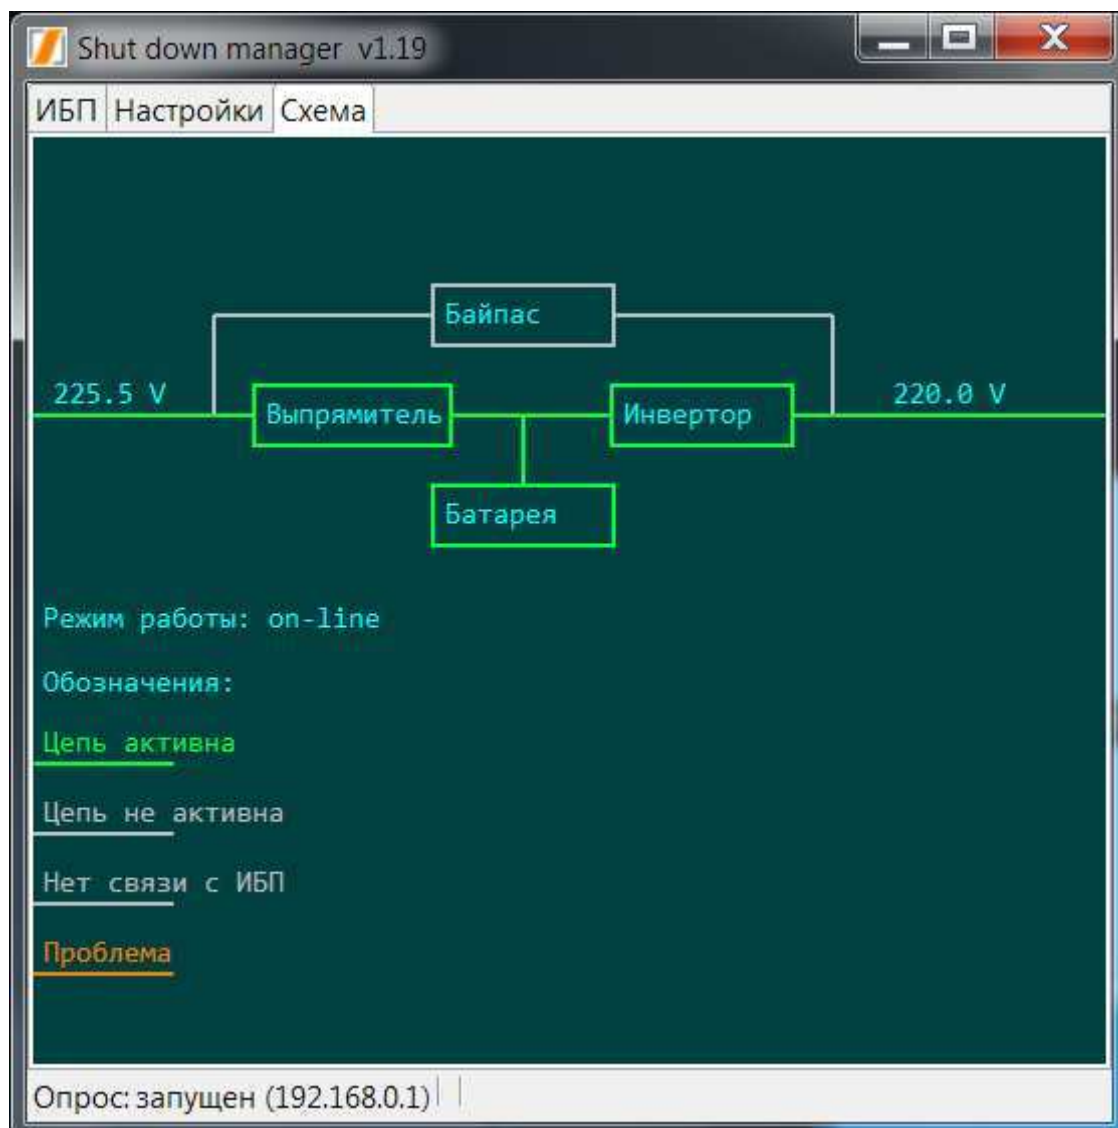 Shut down manager v1.19
ИБП Настройки Схема
Байпас
225.5 V
220.0 V
Выпрямитель
Инвертор
Батарея
Режим работы: on-line
Обозначения:
Цепь активна
Цепь не активна
Нет связи с ИБП
Проблема
Опрос: запущен (192.168.0.1)